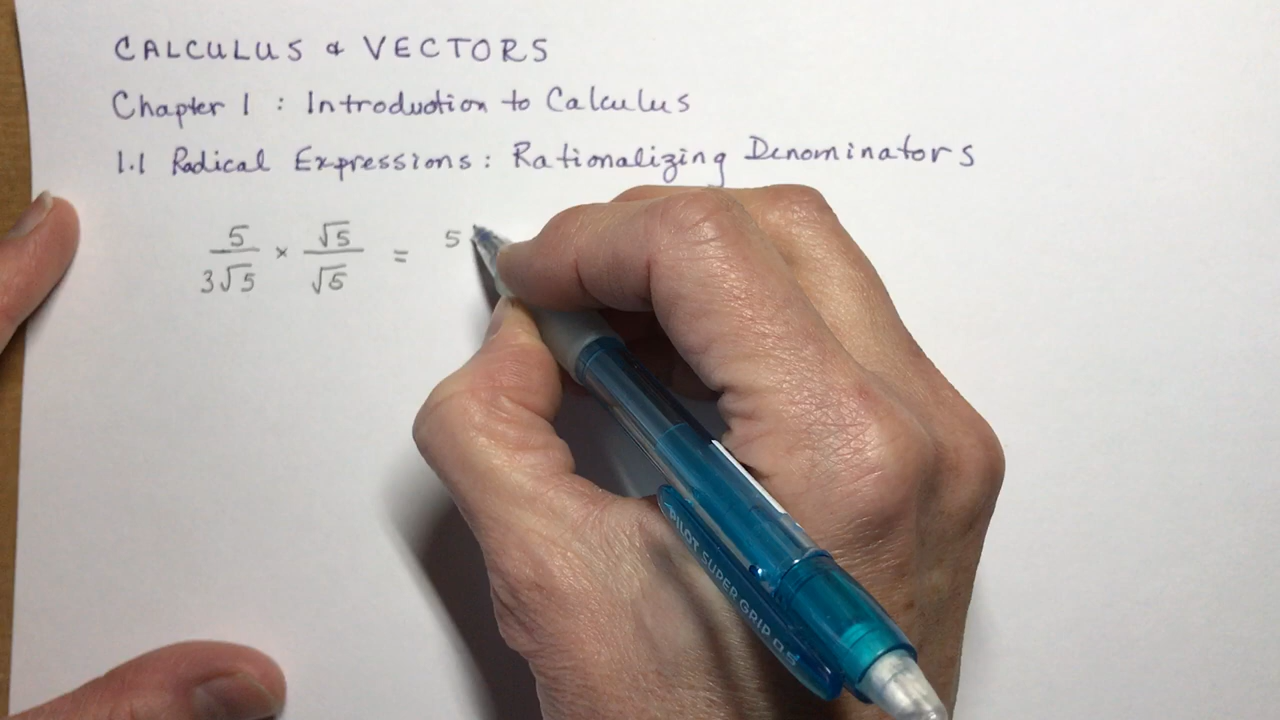 CALCULUS & VECTORS
Chapter 1 : Introduction to Calculus
1.1 Radical Expressions: Rationalizing Denominators
5/3√5 × √5/√5 = 5
PILOT SUPER GRIP 0.5